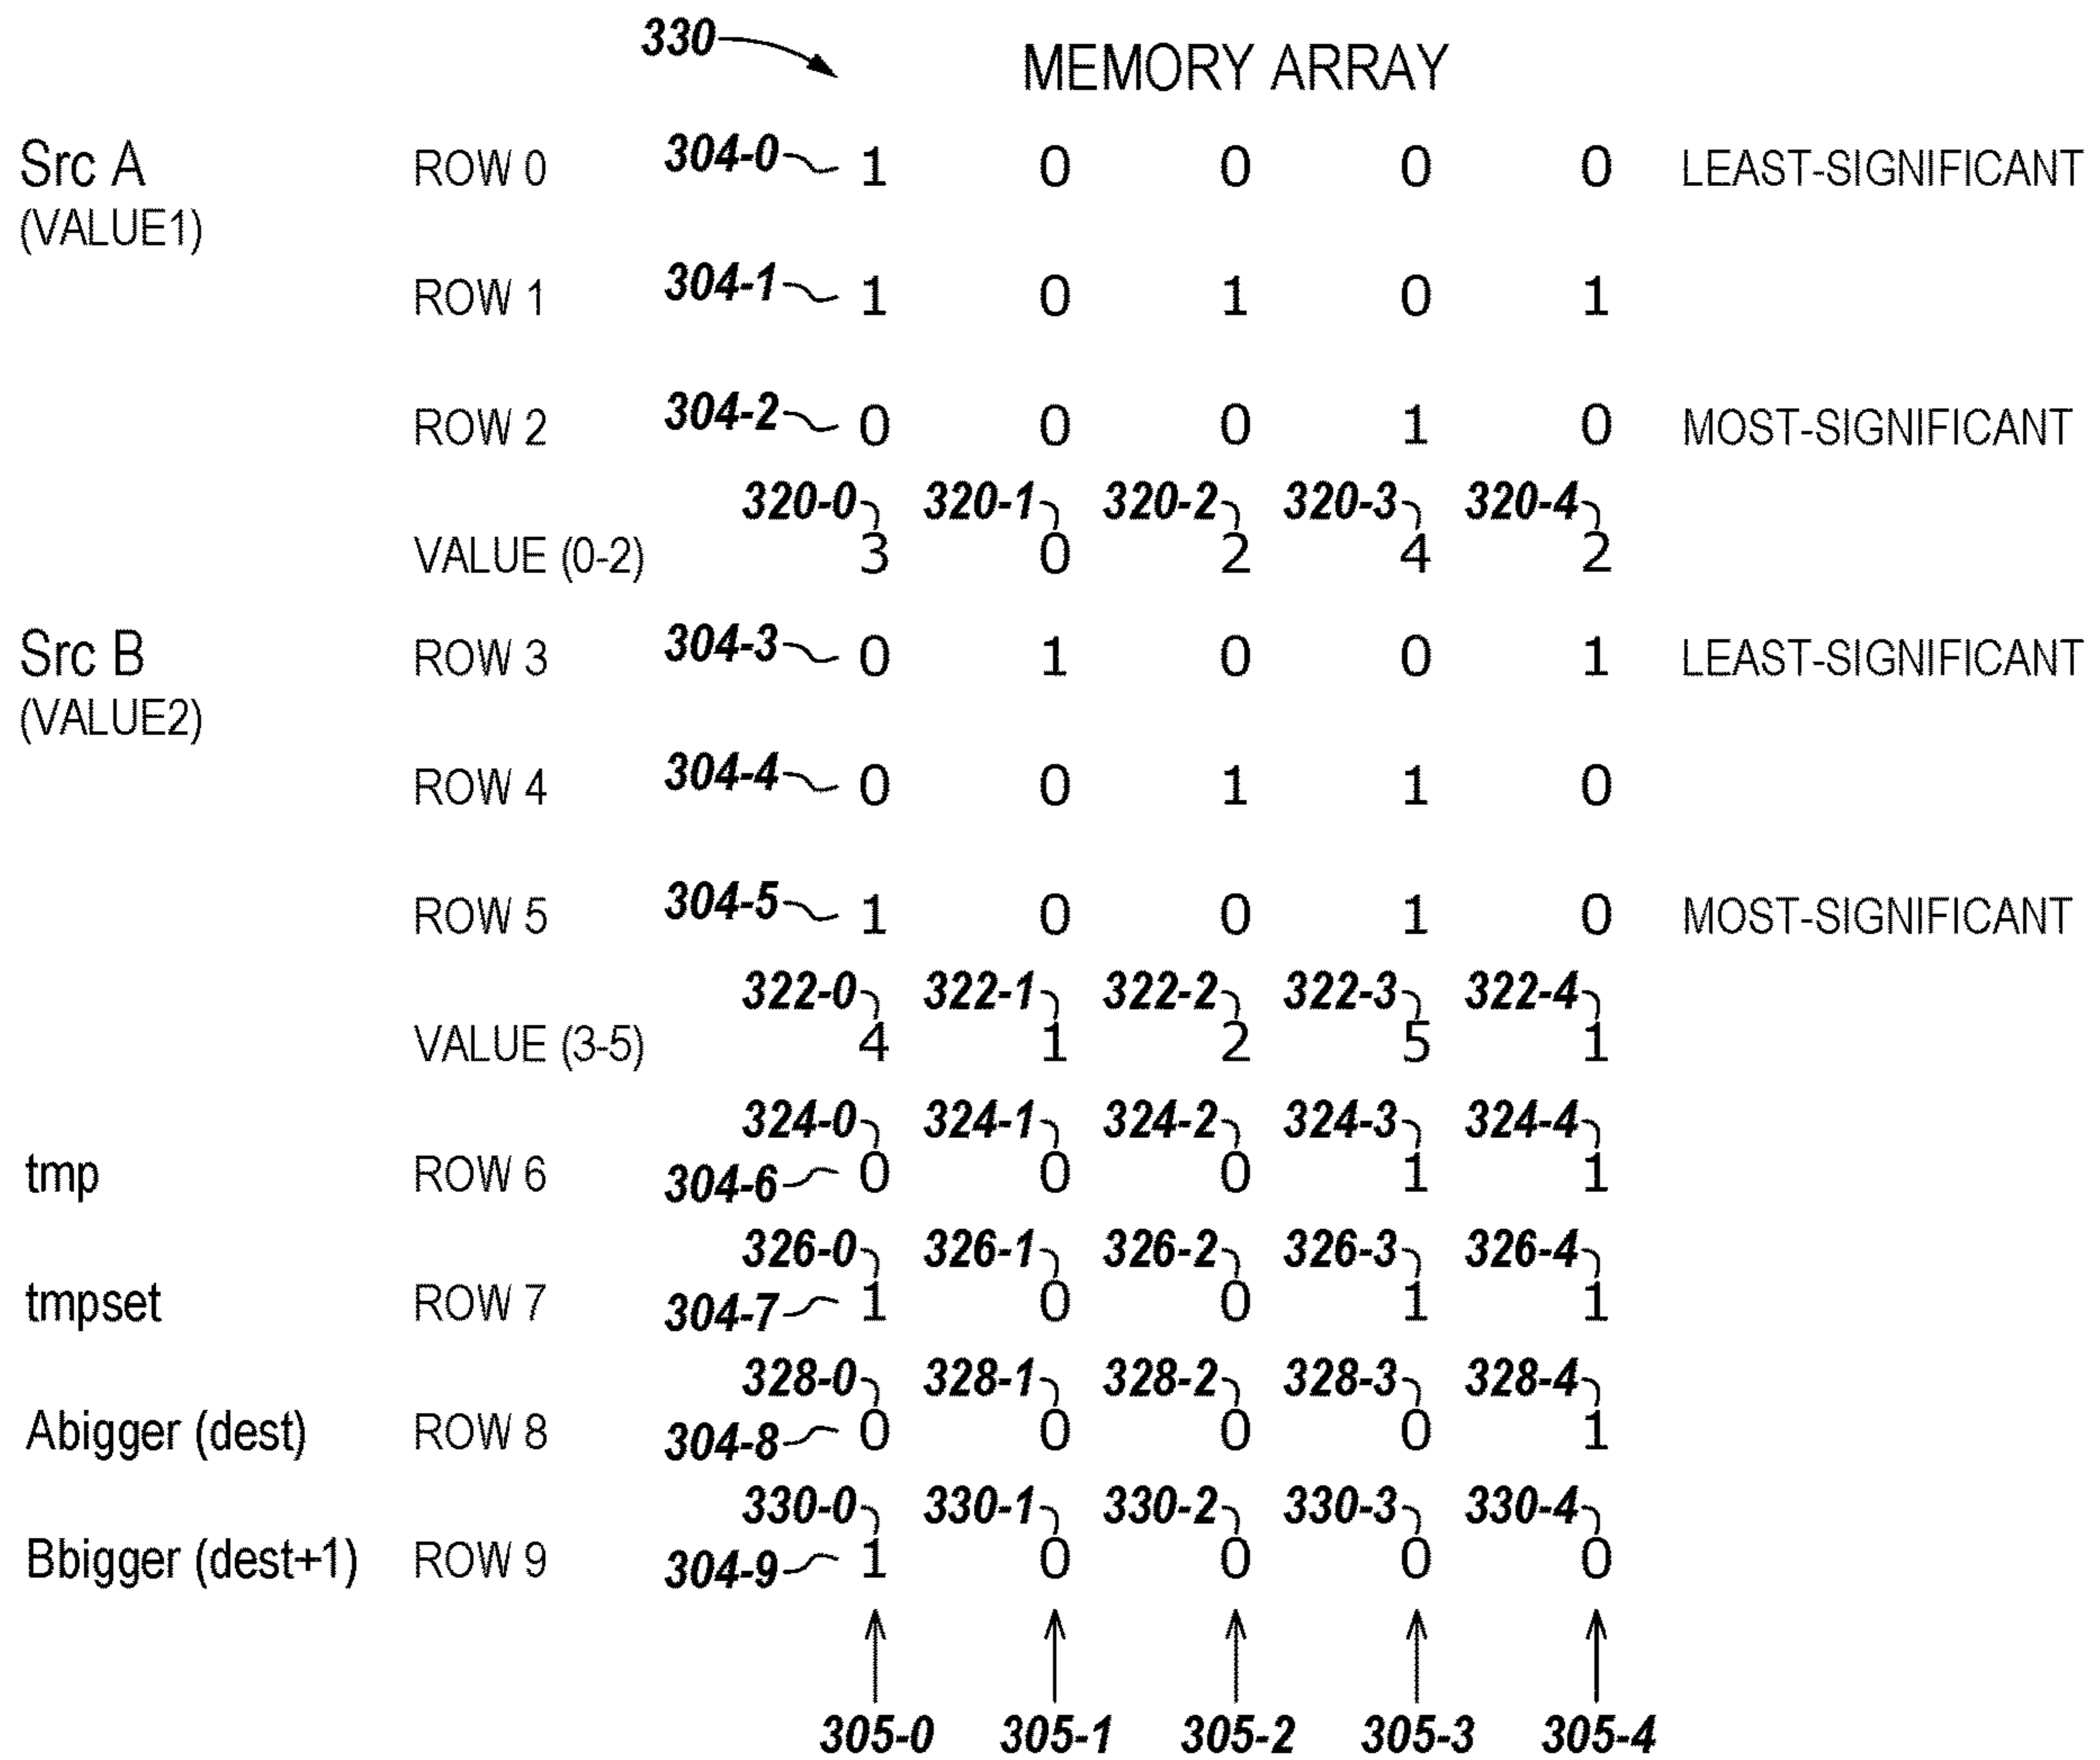 330 MEMORY ARRAY
Src A ROW 0 304-0 1 0 0 0 0 LEAST-SIGNIFICANT
(VALUE1)
ROW 1 304-1 1 0 1 0 1
ROW 2 304-2 0 0 0 1 0 MOST-SIGNIFICANT
320-0 320-1 320-2 320-3 320-4
VALUE (0-2) 3 0 2 4 2
Src B ROW 3 304-3 0 1 0 0 1 LEAST-SIGNIFICANT
(VALUE2)
ROW 4 304-4 0 0 1 1 0
ROW 5 304-5 1 0 0 1 0 MOST-SIGNIFICANT
322-0 322-1 322-2 322-3 322-4
VALUE (3-5) 4 1 2 5 1
324-0 324-1 324-2 324-3 324-4
tmp ROW 6 304-6 0 0 0 1 1
326-0 326-1 326-2 326-3 326-4
tmpset ROW 7 304-7 1 0 0 1 1
328-0 328-1 328-2 328-3 328-4
Abigger (dest) ROW 8 304-8 0 0 0 0 1
330-0 330-1 330-2 330-3 330-4
Bbigger (dest+1) ROW 9 304-9 1 0 0 0 0
305-0 305-1 305-2 305-3 305-4